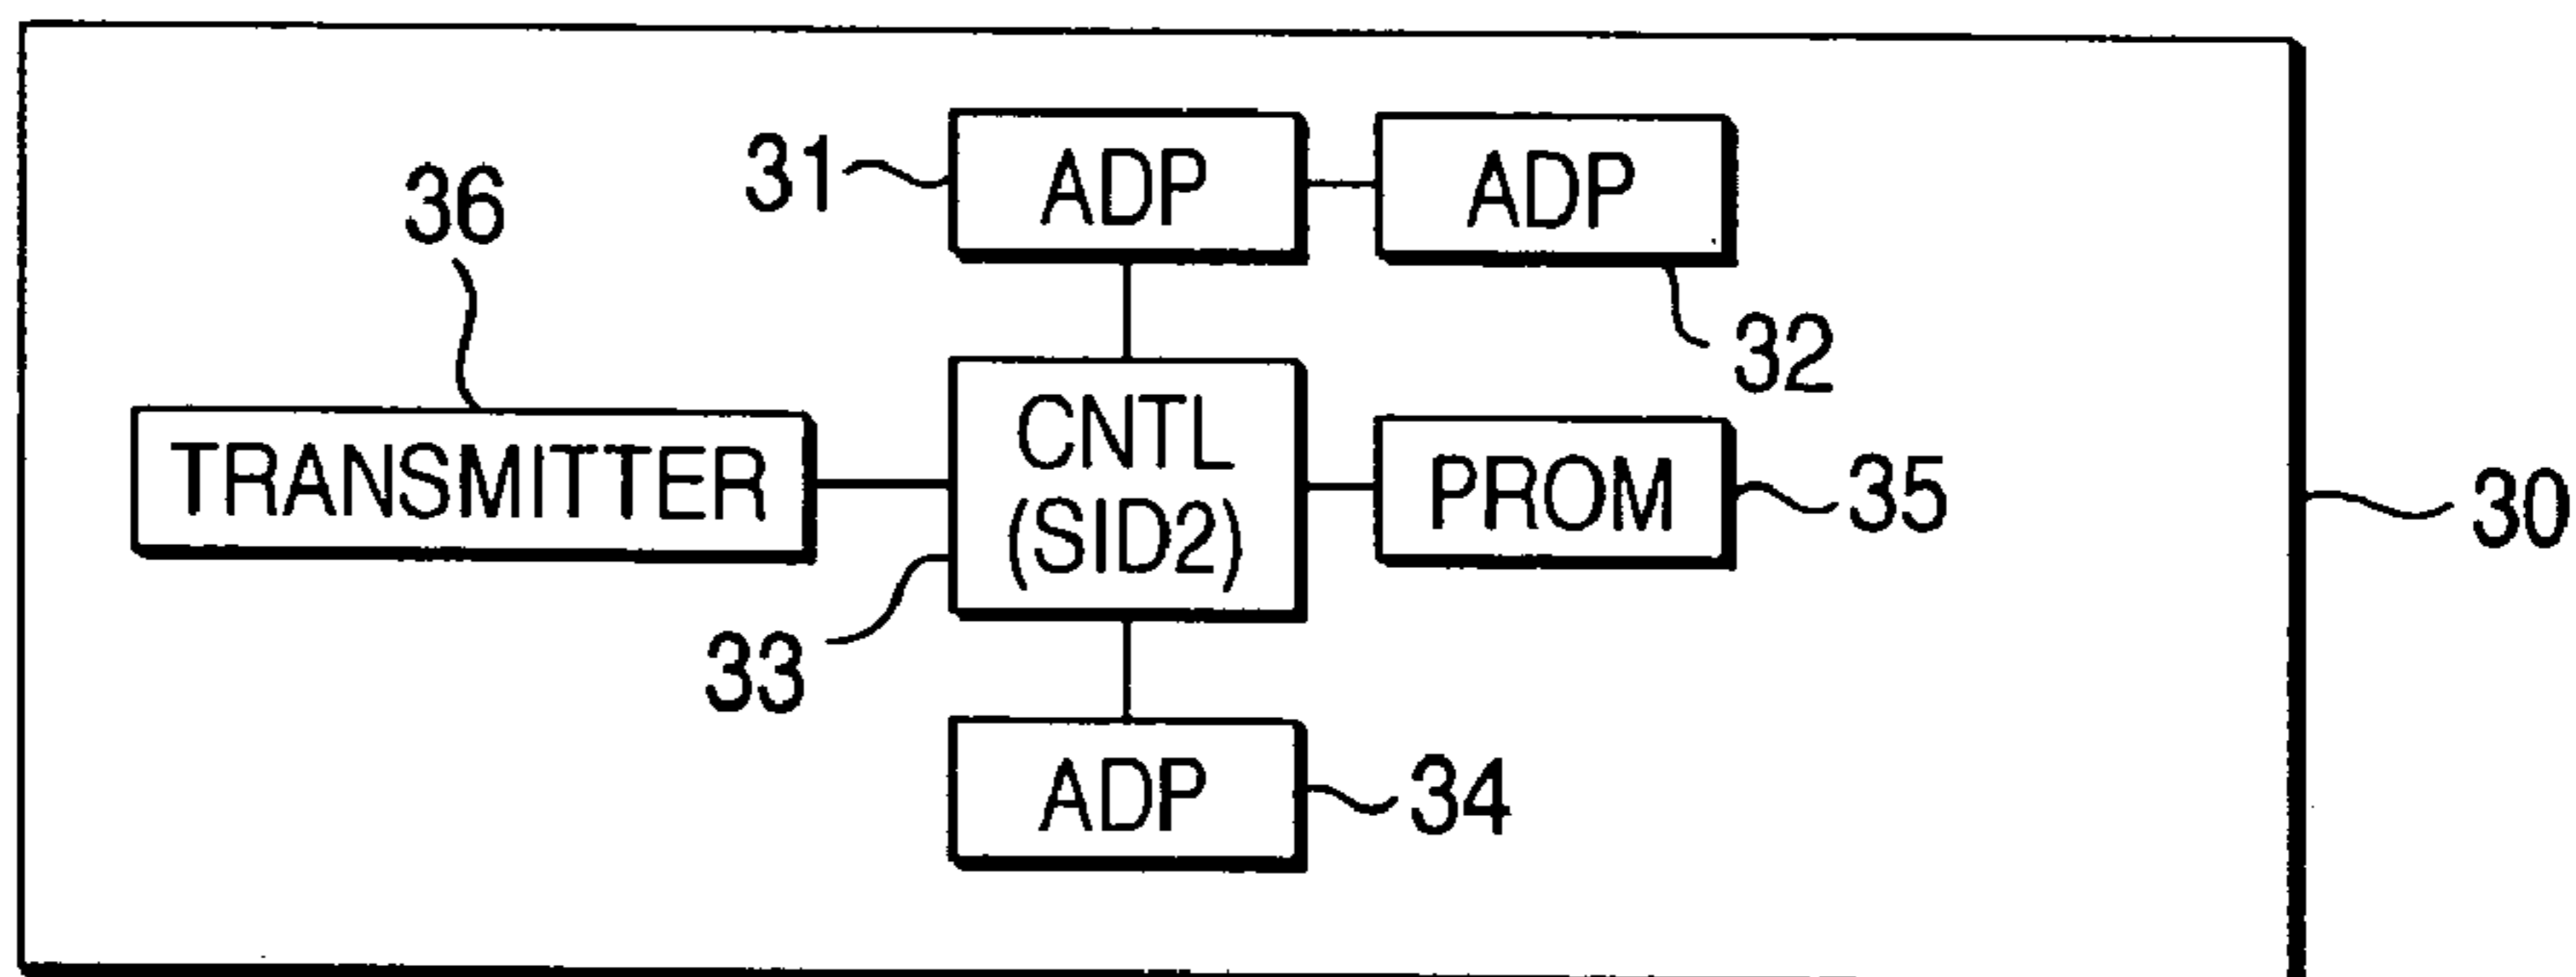 31
ADP
ADP
36
32
TRANSMITTER
CNTL
(SID2)
PROM
35
30
33
ADP
34